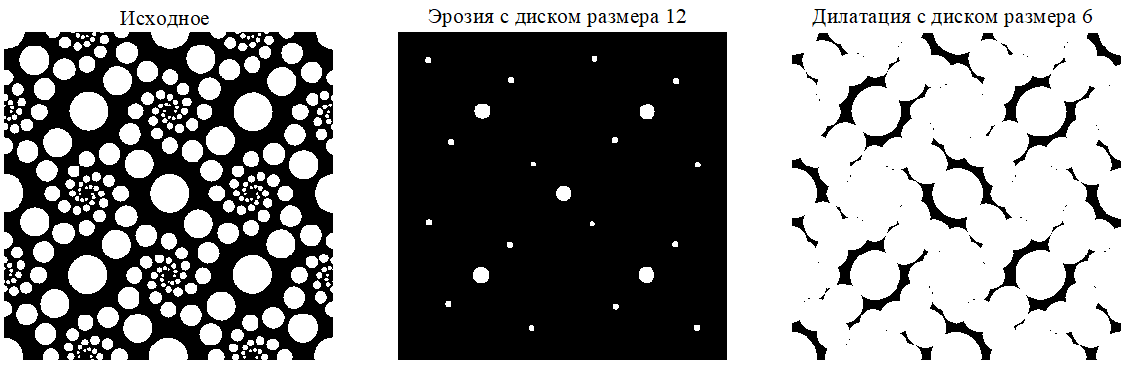 Исходное
Эрозия с диском размера 12
Дилатация с диском размера 6